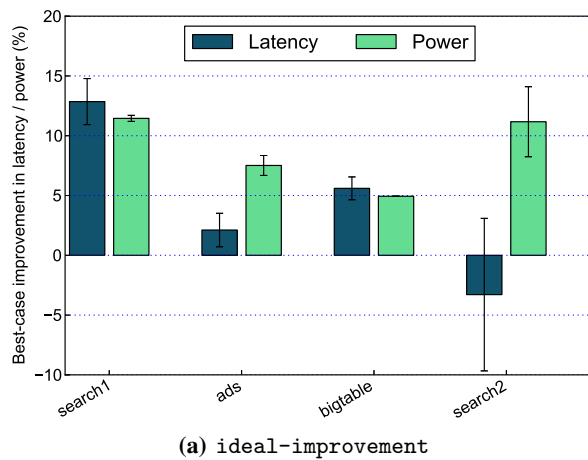 Best-case improvement in latency / power (%)
20
15
10
5
0
−5
−10
Latency
Power
search1
ads
bigtable
search2
(a) ideal-improvement